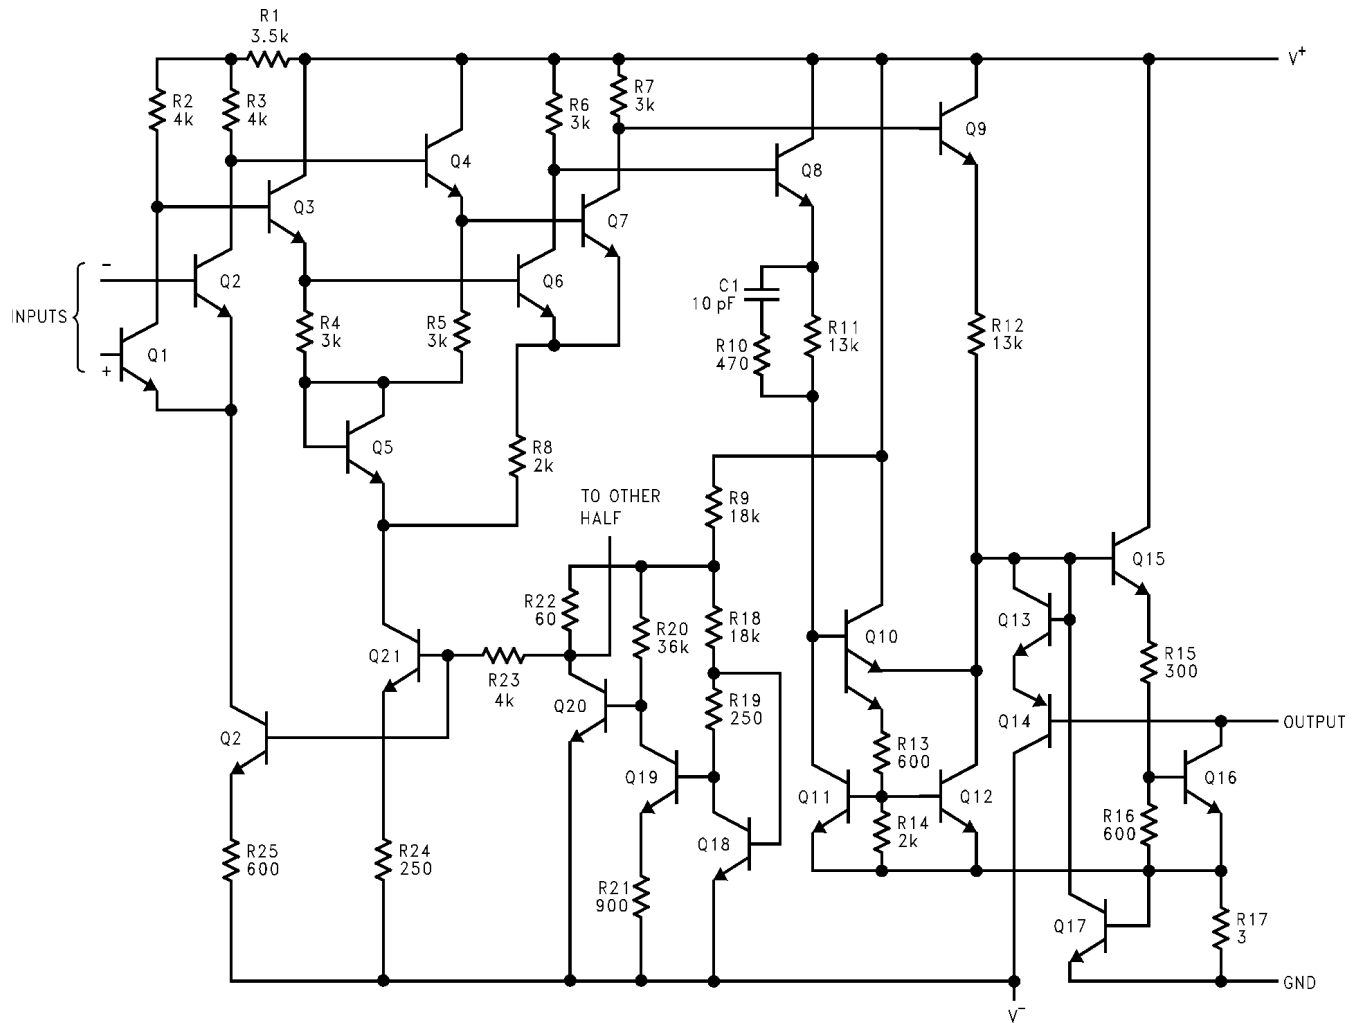 R1
3.5k
V+
R2
4k
R3
4k
R6
3k
R7
3k
Q9
Q4
Q8
Q3
Q7
−
Q2
Q6
INPUTS
C1
10 pF
R4
3k
R5
3k
R11
13k
R12
13k
Q1
+
R10
470
Q5
R8
2k
TO OTHER
HALF
R9
18k
Q15
R22
60
R20
36k
R18
18k
Q10
Q13
Q21
R23
4k
R15
300
Q20
R19
250
Q14
OUTPUT
Q2
R13
600
Q19
Q11
Q12
Q16
R14
2k
R16
600
Q18
R25
600
R24
250
R21
900
Q17
R17
3
GND
V−